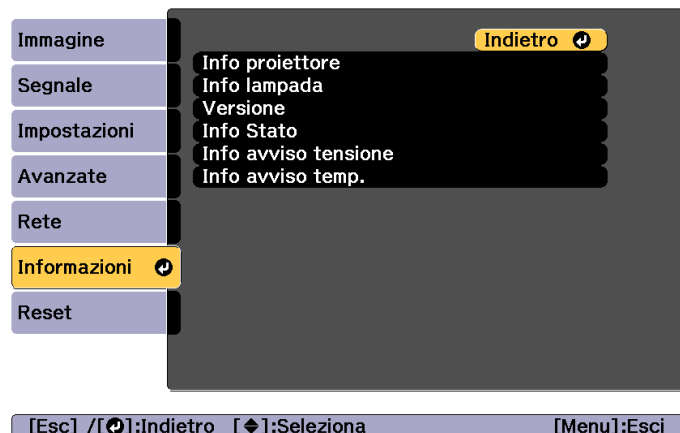 Immagine
Segnale
Impostazioni
Avanzate
Rete
Informazioni
Reset
Indietro
Info proiettore
Info lampada
Versione
Info Stato
Info avviso tensione
Info avviso temp.
[Esc] /[↵]:Indietro [◆]:Seleziona [Menu]:Esci